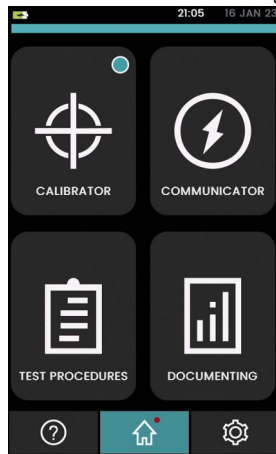 21:05 16 JAN 23
CALIBRATOR
COMMUNICATOR
TEST PROCEDURES
DOCUMENTING
?